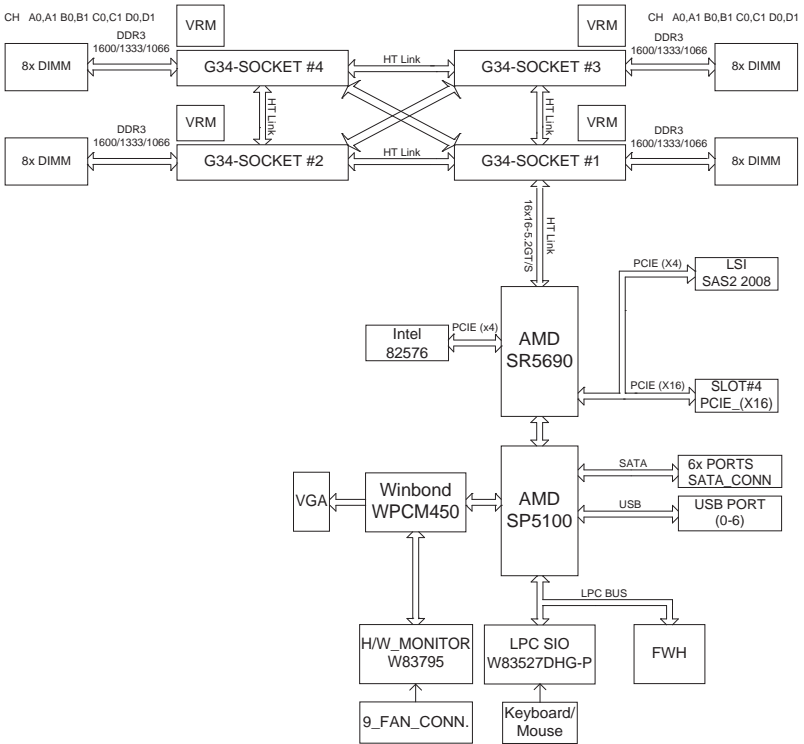 CH A0,A1 B0,B1 C0,C1 D0,D1
CH A0,A1 B0,B1 C0,C1 D0,D1
VRM
VRM
DDR3
1600/1333/1066
DDR3
1600/1333/1066
8x DIMM
G34-SOCKET #4
HT Link
G34-SOCKET #3
8x DIMM
HT Link
HT Link
VRM
VRM
DDR3
1600/1333/1066
DDR3
1600/1333/1066
8x DIMM
G34-SOCKET #2
HT Link
G34-SOCKET #1
8x DIMM
16x16-5.2GT/S
HT Link
PCIE (X4)
LSI
SAS2 2008
Intel
82576
PCIE (x4)
AMD
SR5690
PCIE (X16)
SLOT#4
PCIE_(X16)
VGA
Winbond
WPCM450
AMD
SP5100
SATA
6x PORTS
SATA_CONN
USB
USB PORT
(0-6)
LPC BUS
H/W_MONITOR
W83795
LPC SIO
W83527DHG-P
FWH
9_FAN_CONN.
Keyboard/
Mouse